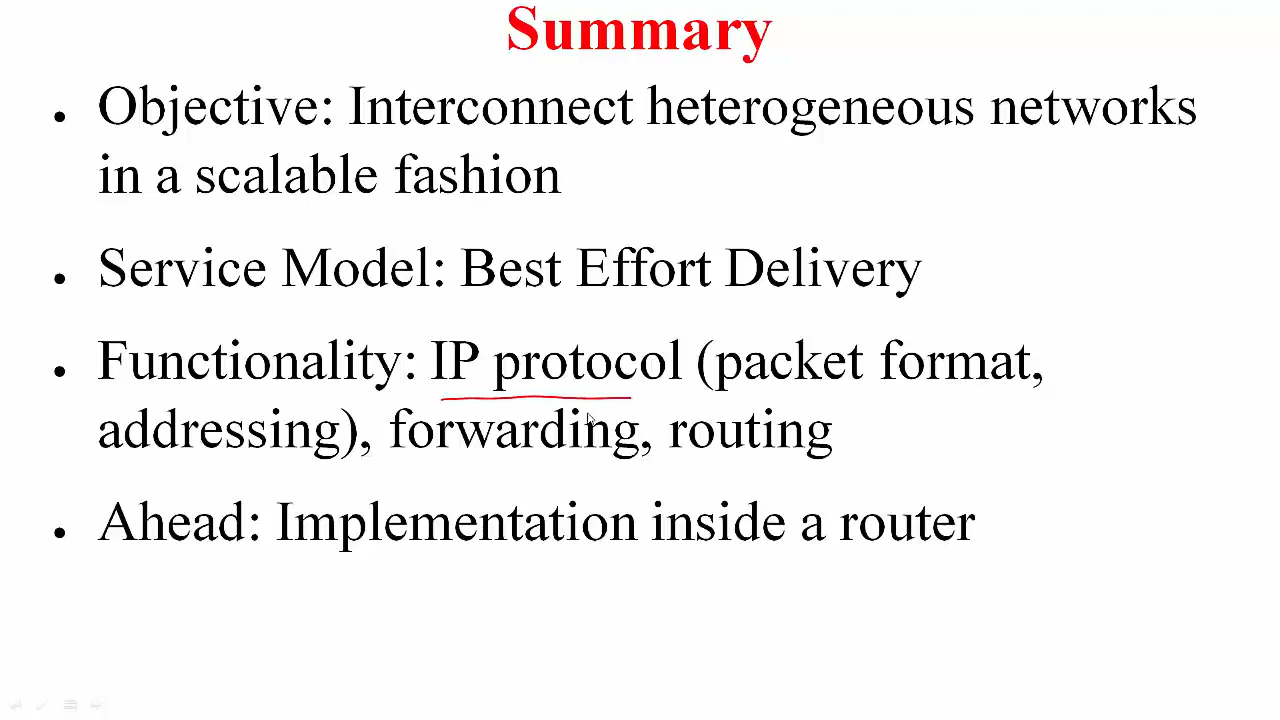 Summary
• Objective: Interconnect heterogeneous networks
in a scalable fashion
• Service Model: Best Effort Delivery
• Functionality: IP protocol (packet format,
addressing), forwarding, routing
• Ahead: Implementation inside a router